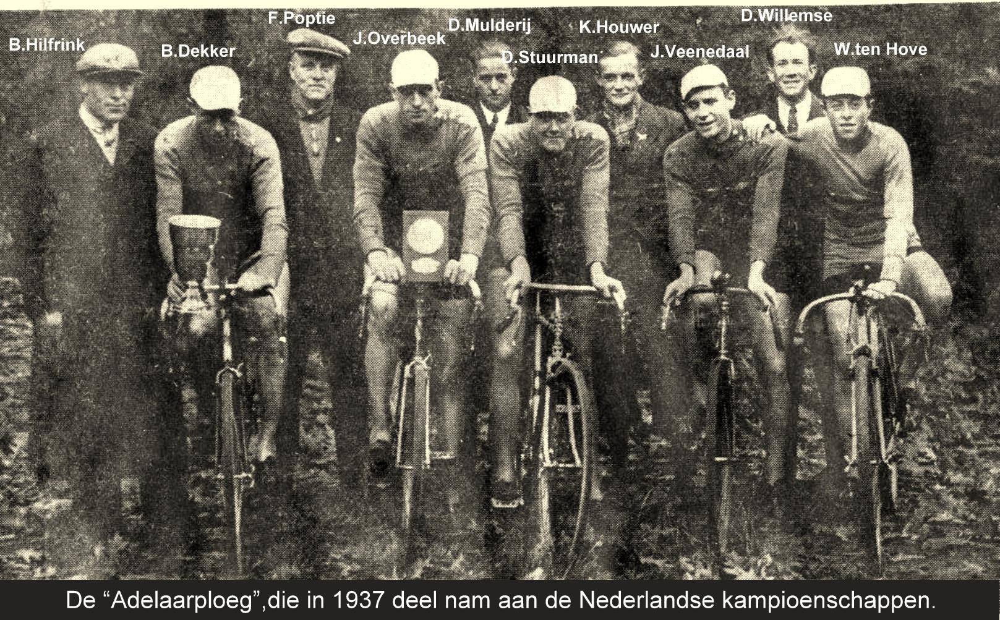 B.Hilfrink
B.Dekker
F.Poptie
J.Overbeek
D.Mulderij
D.Stuurman
K.Houwer
J.Veenedaal
D.Willemse
W.ten Hove
De “Adelaarploeg”,die in 1937 deel nam aan de Nederlandse kampioenschappen.